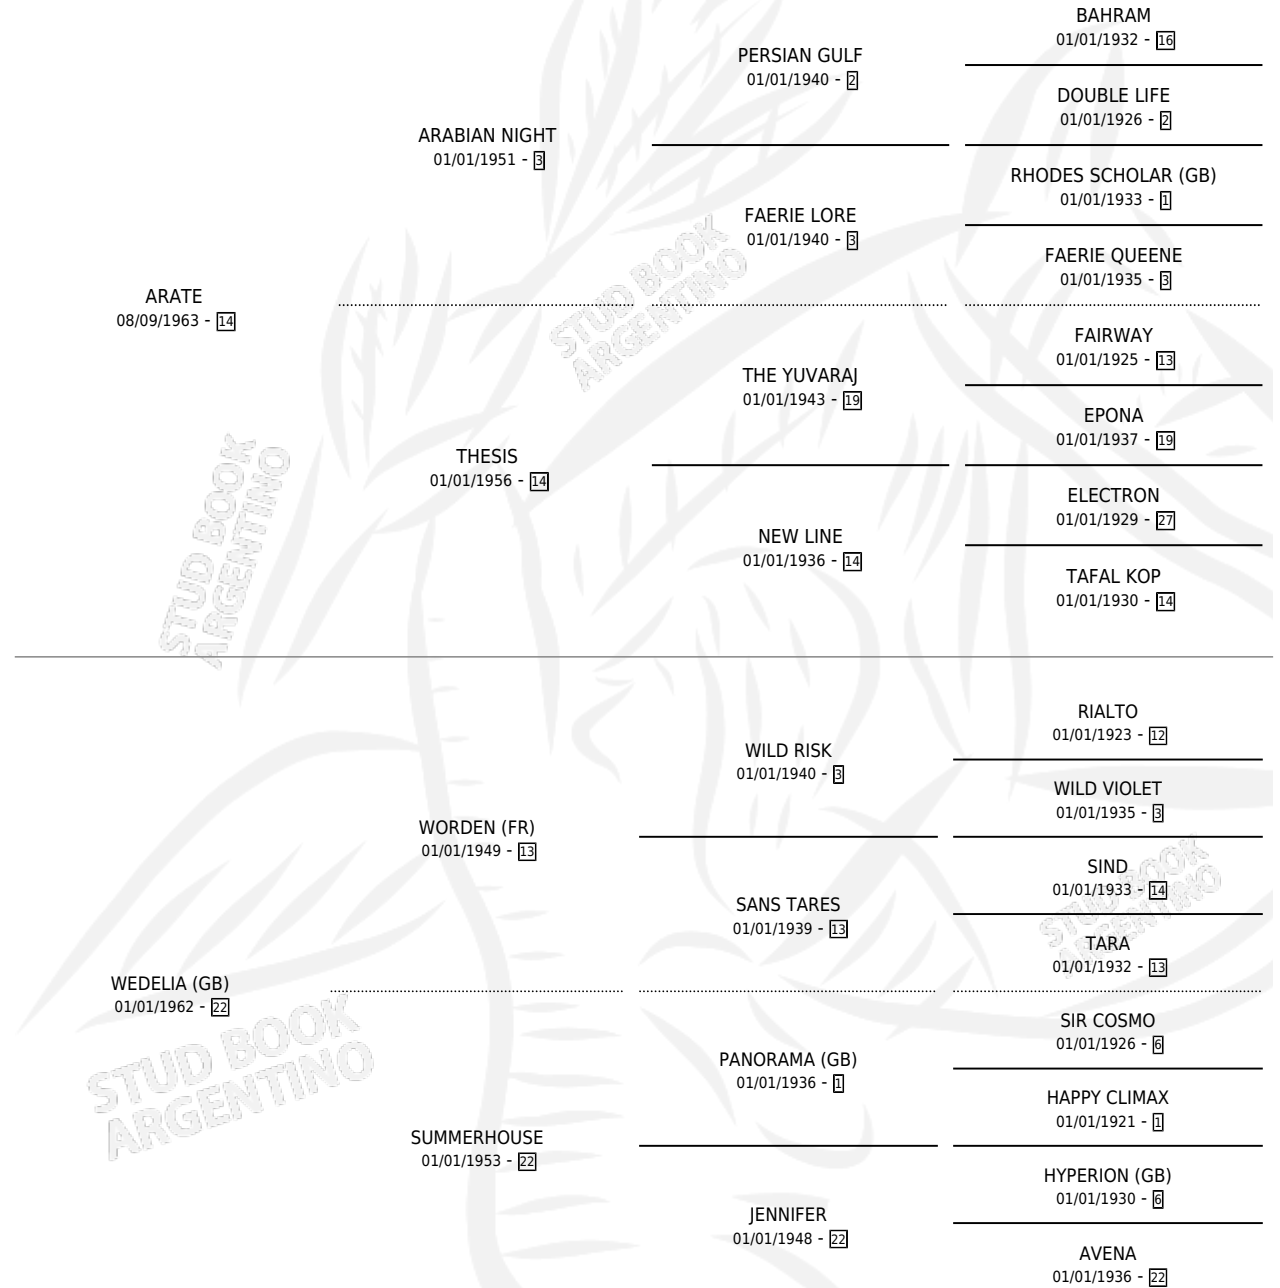 BAHRAM
01/01/1932 - 16
PERSIAN GULF
01/01/1940 - 2
DOUBLE LIFE
01/01/1926 - 2
ARABIAN NIGHT
01/01/1951 - 3
RHODES SCHOLAR (GB)
01/01/1933 - 1
FAERIE LORE
01/01/1940 - 3
FAERIE QUEENE
01/01/1935 - 3
ARATE
08/09/1963 - 14
STUD BOOK
ARGENTINO
FAIRWAY
01/01/1925 - 13
THE YUVARAJ
01/01/1943 - 19
EPONA
01/01/1937 - 19
THESIS
01/01/1956 - 14
STUD BOOK
ARGENTINO
ELECTRON
01/01/1929 - 27
NEW LINE
01/01/1936 - 14
TAFAL KOP
01/01/1930 - 14
RIALTO
01/01/1923 - 12
WILD RISK
01/01/1940 - 3
WILD VIOLET
01/01/1935 - 3
WORDEN (FR)
01/01/1949 - 13
SIND
01/01/1933 - 14
STUD BOOK
ARGENTINO
SANS TARES
01/01/1939 - 13
TARA
01/01/1932 - 13
WEDELIA (GB)
01/01/1962 - 22
STUD BOOK
ARGENTINO
SIR COSMO
01/01/1926 - 6
PANORAMA (GB)
01/01/1936 - 1
HAPPY CLIMAX
01/01/1921 - 1
SUMMERHOUSE
01/01/1953 - 22
HYPERION (GB)
01/01/1930 - 6
JENNIFER
01/01/1948 - 22
AVENA
01/01/1936 - 22